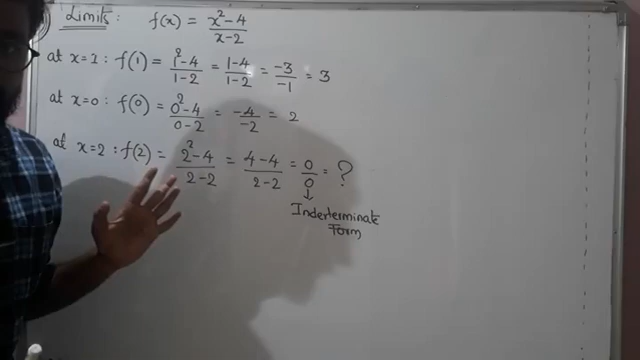 Limits: f(x) = x²-4 / x-2
at x=1: f(1) = 1²-4 / 1-2 = 1-4 / 1-2 = -3 / -1 = 3
at x=0: f(0) = 0²-4 / 0-2 = -4 / -2 = 2
at x=2: f(2) = 2²-4 / 2-2 = 4-4 / 2-2 = 0 / 0 = ?
↓
Inderterminate
Form